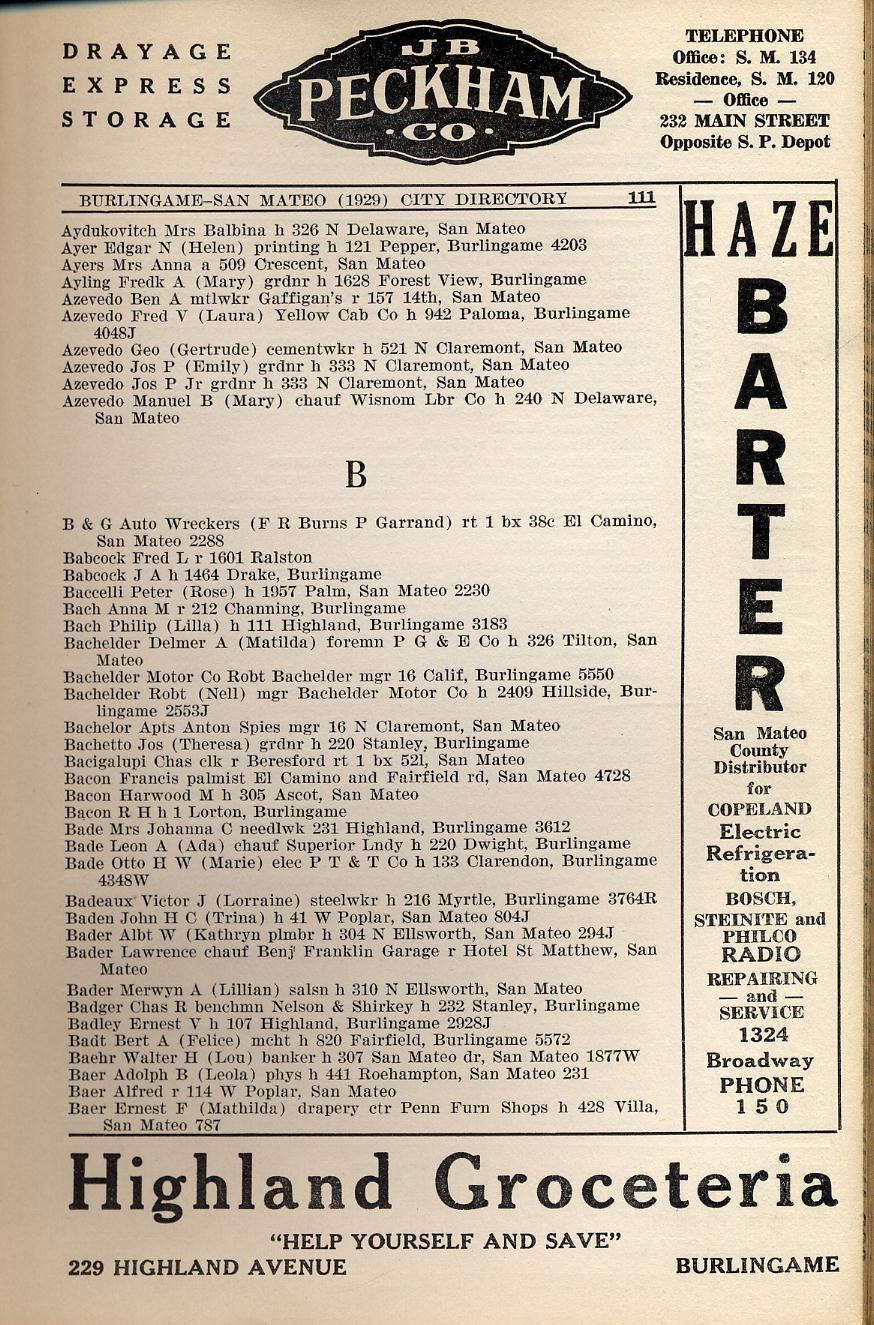 DRAYAGE
EXPRESS
STORAGE
JB
PECKHAM
·CO·
TELEPHONE
Office: S. M. 134
Residence, S. M. 120
— Office —
232 MAIN STREET
Opposite S. P. Depot
BURLINGAME–SAN MATEO (1929) CITY DIRECTORY 111
Aydukovitch Mrs Balbina h 326 N Delaware, San Mateo
Ayer Edgar N (Helen) printing h 121 Pepper, Burlingame 4203
Ayers Mrs Anna a 509 Crescent, San Mateo
Ayling Fredk A (Mary) grdnr h 1628 Forest View, Burlingame
Azevedo Ben A mtlwkr Gaffigan's r 157 14th, San Mateo
Azevedo Fred V (Laura) Yellow Cab Co h 942 Paloma, Burlingame
4048J
Azevedo Geo (Gertrude) cementwkr h 521 N Claremont, San Mateo
Azevedo Jos P (Emily) grdnr h 333 N Claremont, San Mateo
Azevedo Jos P Jr grdnr h 333 N Claremont, San Mateo
Azevedo Manuel B (Mary) chauf Wisnom Lbr Co h 240 N Delaware,
San Mateo
B
B & G Auto Wreckers (F R Burns P Garrand) rt 1 bx 38c El Camino,
San Mateo 2288
Babcock Fred L r 1601 Ralston
Babcock J A h 1464 Drake, Burlingame
Baccelli Peter (Rose) h 1957 Palm, San Mateo 2230
Bach Anna M r 212 Channing, Burlingame
Bach Philip (Lilla) h 111 Highland, Burlingame 3183
Bachelder Delmer A (Matilda) foremn P G & E Co h 326 Tilton, San
Mateo
Bachelder Motor Co Robt Bachelder mgr 16 Calif, Burlingame 5550
Bachelder Robt (Nell) mgr Bachelder Motor Co h 2409 Hillside, Bur-
lingame 2553J
Bachelor Apts Anton Spies mgr 16 N Claremont, San Mateo
Bachetto Jos (Theresa) grdnr h 220 Stanley, Burlingame
Bacigalupi Chas clk r Beresford rt 1 bx 521, San Mateo
Bacon Francis palmist El Camino and Fairfield rd, San Mateo 4728
Bacon Harwood M h 305 Ascot, San Mateo
Bacon R H h 1 Lorton, Burlingame
Bade Mrs Johanna C needlwk 231 Highland, Burlingame 3612
Bade Leon A (Ada) chauf Superior Lndy h 220 Dwight, Burlingame
Bade Otto H W (Marie) elec P T & T Co h 133 Clarendon, Burlingame
4348W
Badeaux Victor J (Lorraine) steelwkr h 216 Myrtle, Burlingame 3764R
Baden John H C (Trina) h 41 W Poplar, San Mateo 804J
Bader Albt W (Kathryn plmbr h 304 N Ellsworth, San Mateo 294J
Bader Lawrence chauf Benj' Franklin Garage r Hotel St Matthew, San
Mateo
Bader Merwyn A (Lillian) salsn h 310 N Ellsworth, San Mateo
Badger Chas R benchmn Nelson & Shirkey h 232 Stanley, Burlingame
Badley Ernest V h 107 Highland, Burlingame 2928J
Badt Bert A (Felice) mcht h 820 Fairfield, Burlingame 5572
Baehr Walter H (Lou) banker h 307 San Mateo dr, San Mateo 1877W
Baer Adolph B (Leola) phys h 441 Roehampton, San Mateo 231
Baer Alfred r 114 W Poplar, San Mateo
Baer Ernest F (Mathilda) drapery ctr Penn Furn Shops h 428 Villa,
San Mateo 787
HAZE
B
A
R
T
E
R
San Mateo
County
Distributor
for
COPELAND
Electric
Refrigera-
tion
BOSCH,
STEINITE and
PHILCO
RADIO
REPAIRING
— and —
SERVICE
1324
Broadway
PHONE
150
Highland Groceteria
"HELP YOURSELF AND SAVE"
229 HIGHLAND AVENUE BURLINGAME